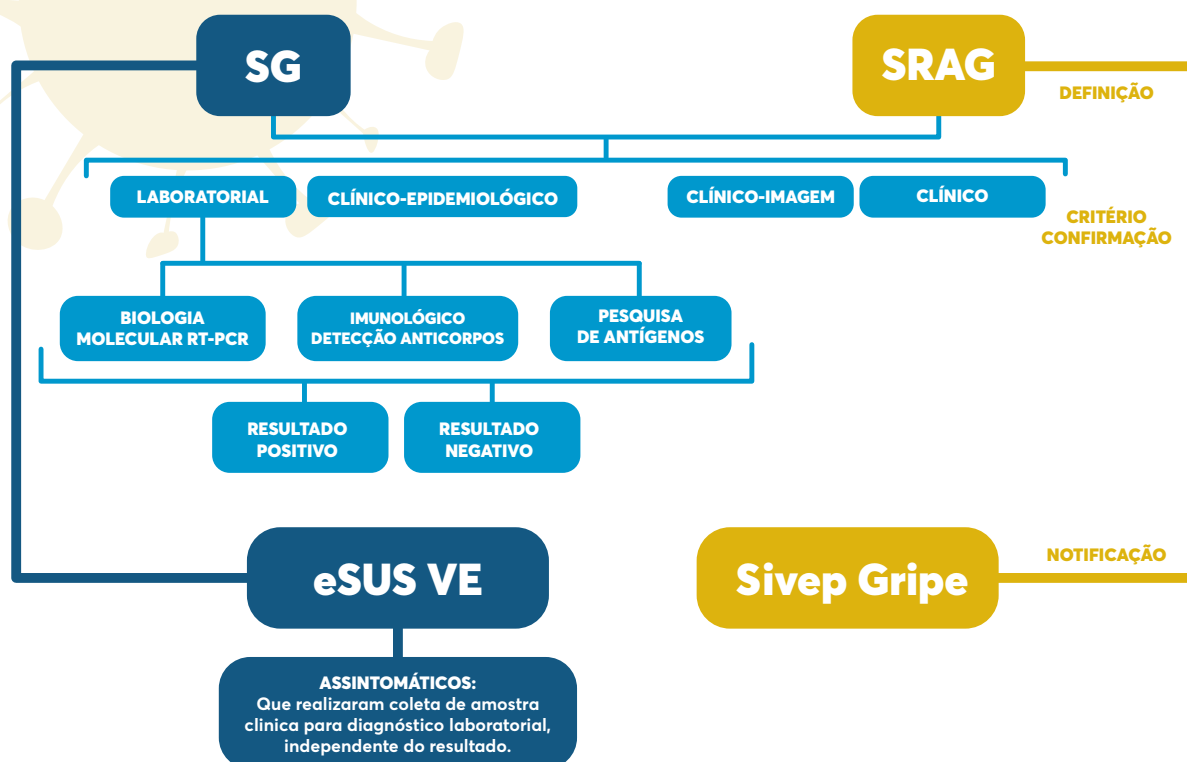 SG
SRAG
DEFINIÇÃO
LABORATORIAL
CLÍNICO-EPIDEMIOLÓGICO
CLÍNICO-IMAGEM
CLÍNICO
CRITÉRIO
CONFIRMAÇÃO
BIOLOGIA
MOLECULAR RT-PCR
IMUNOLÓGICO
DETECÇÃO ANTICORPOS
PESQUISA
DE ANTÍGENOS
RESULTADO
POSITIVO
RESULTADO
NEGATIVO
eSUS VE
Sivep Gripe
NOTIFICAÇÃO
ASSINTOMÁTICOS:
Que realizaram coleta de amostra
clinica para diagnóstico laboratorial,
independente do resultado.